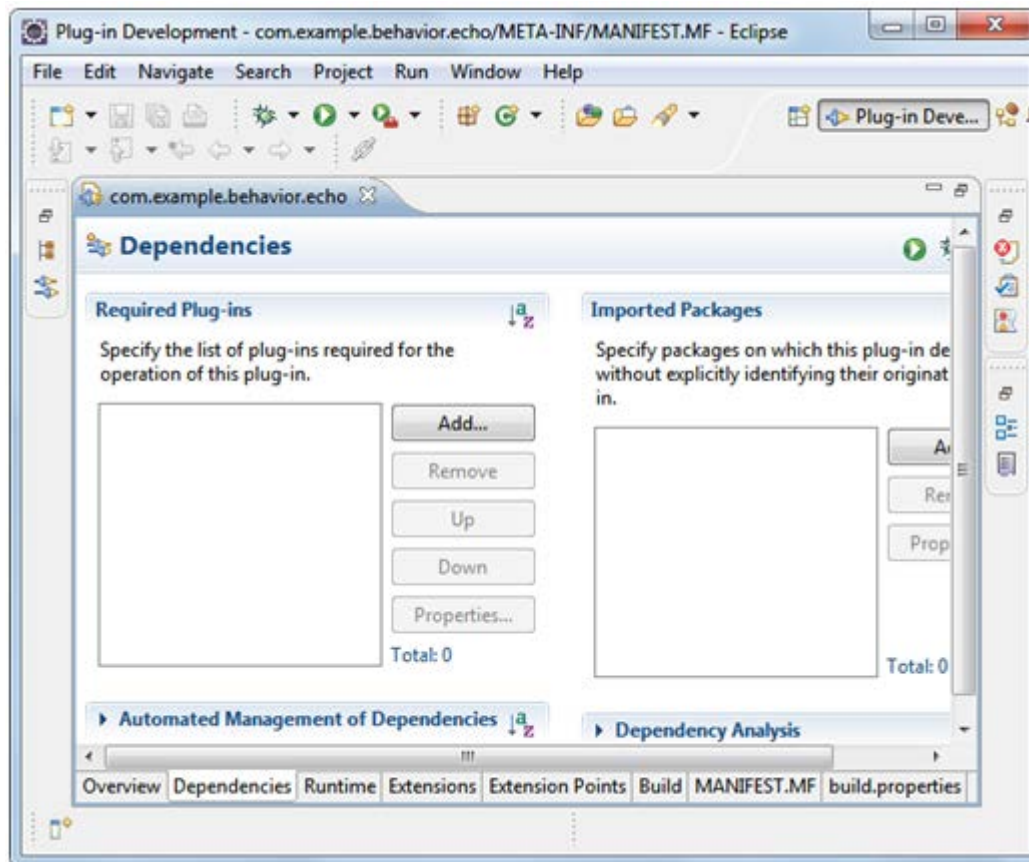 Plug-in Development - com.example.behavior.echo/META-INF/MANIFEST.MF - Eclipse
File Edit Navigate Search Project Run Window Help
Plug-in Deve...
com.example.behavior.echo
Dependencies
Required Plug-ins
Specify the list of plug-ins required for the
operation of this plug-in.
Add...
Remove
Up
Down
Properties...
Total: 0
Automated Management of Dependencies
Imported Packages
Specify packages on which this plug-in de
without explicitly identifying their originat
in.
Rer
Prop
Total: 0
Dependency Analysis
Overview Dependencies Runtime Extensions Extension Points Build MANIFEST.MF build.properties